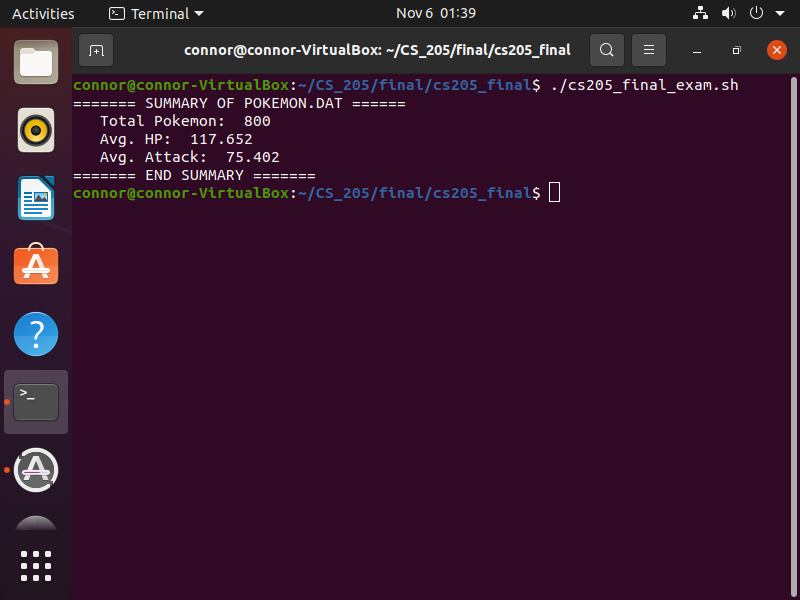 Activities Terminal Nov 6 01:39
connor@connor-VirtualBox: ~/CS_205/final/cs205_final
connor@connor-VirtualBox:~/CS_205/final/cs205_final$ ./cs205_final_exam.sh
======= SUMMARY OF POKEMON.DAT ======
   Total Pokemon:  800
   Avg. HP:  117.652
   Avg. Attack:  75.402
======= END SUMMARY =======
connor@connor-VirtualBox:~/CS_205/final/cs205_final$